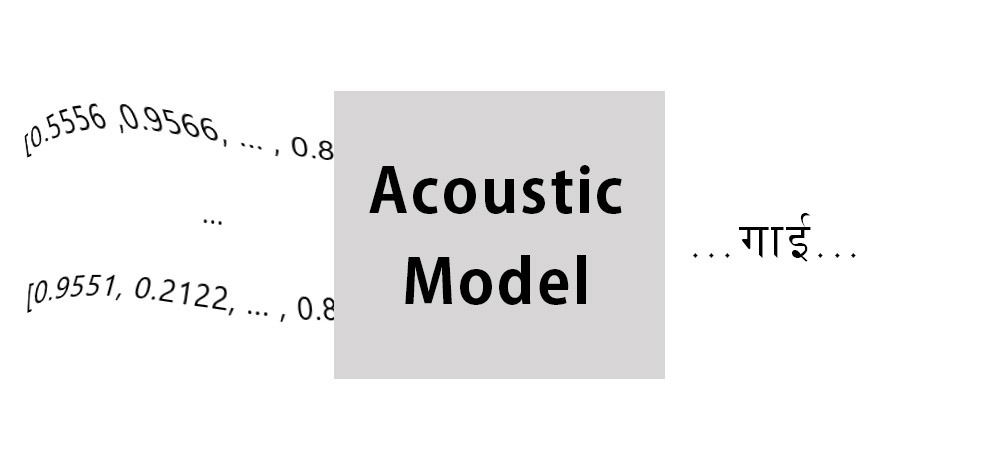 [0.5556 ,0.9566, ... , 0.8
...
[0.9551, 0.2122, ... , 0.8
Acoustic
Model
...गाई...